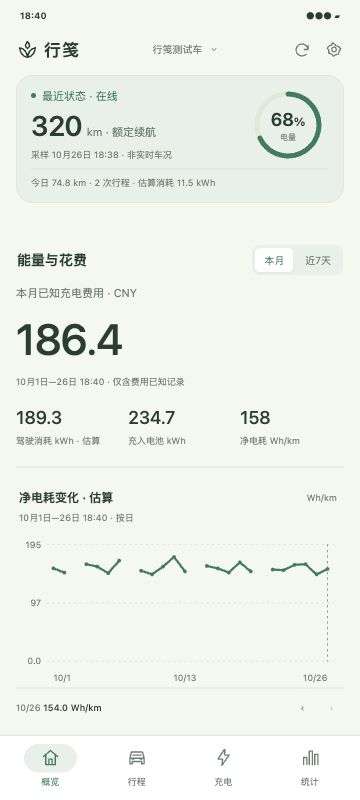 18:40
行笺
行笺测试车
最近状态 · 在线
320 km · 额定续航
68%
电量
采样 10月26日 18:38 · 非实时车况
今日 74.8 km · 2 次行程 · 估算消耗 11.5 kWh
能量与花费
本月 近7天
本月已知充电费用 · CNY
186.4
10月1日—26日 18:40 · 仅含费用已知记录
189.3 234.7 158
驾驶消耗 kWh · 估算 充入电池 kWh 净电耗 Wh/km
净电耗变化 · 估算 Wh/km
10月1日—26日 18:40 · 按日
195
97
0.0
10/1 10/13 10/26
10/26 154.0 Wh/km
概览 行程 充电 统计